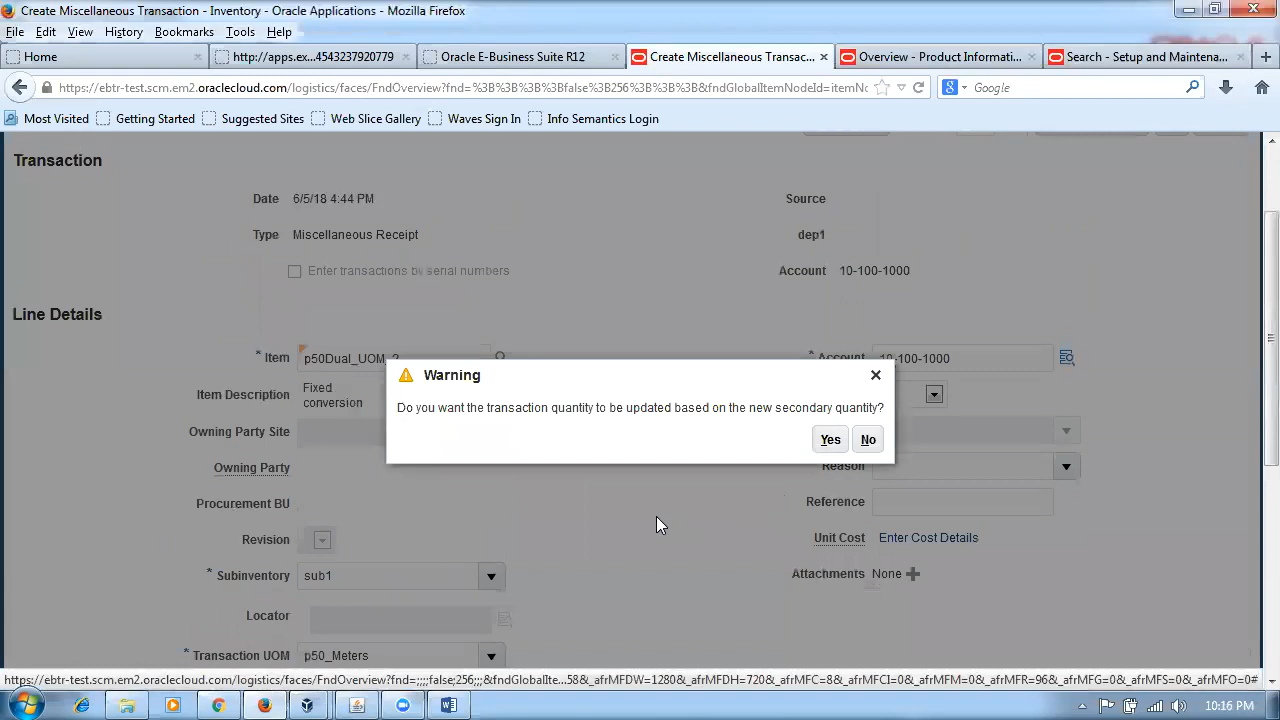 Create Miscellaneous Transaction - Inventory - Oracle Applications - Mozilla Firefox
File Edit View History Bookmarks Tools Help
Home http://apps.ex...4543237920779 Oracle E-Business Suite R12 Create Miscellaneous Transac... Overview - Product Informati... Search - Setup and Maintena...
https://ebtr-test.scm.em2.oraclecloud.com/logistics/faces/FndOverview?fnd=%3B%3B%3B%3Bfalse%3B256%3B%3B%3B&fndGlobalItemNodeId=itemNo Google
Most Visited Getting Started Suggested Sites Web Slice Gallery Waves Sign In Info Semantics Online
Transaction
Date 6/5/18 4:44 PM Source
Type Miscellaneous Receipt dep1
Enter transactions by serial numbers Account 10-100-1000
Line Details
* Item p50Dual_UOM_2 * Account 10-100-1000
Warning
Item Description Fixed conversion
Do you want the transaction quantity to be updated based on the new secondary quantity?
Owning Party Site
Yes No
Owning Party Reason
Procurement BU Reference
Revision Unit Cost Enter Cost Details
* Subinventory sub1 Attachments None
Locator
* Transaction UOM p50_Meters
https://ebtr-test.scm.em2.oraclecloud.com/logistics/faces/FndOverview?fnd=;;;;false;256;;;&fndGlobalIte...58&_afrMFDW=1280&_afrMFDH=720&_afrMFC=8&_afrMFCI=0&_afrMFM=0&_afrMFR=96&_afrMFG=0&_afrMFS=0&_afrMFO=0#
10:16 PM